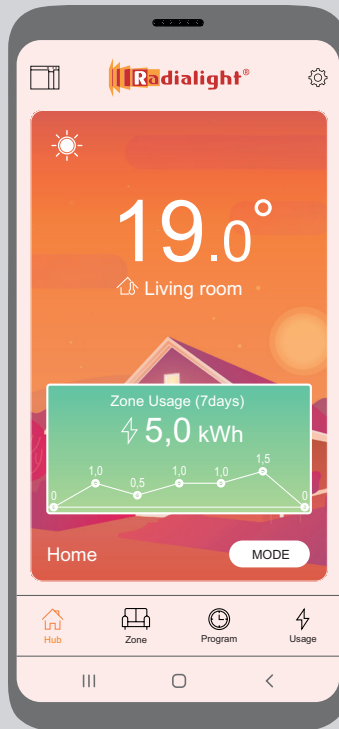 Radialight®
19.0°
Living room
Zone Usage (7days)
5,0 kWh
0 1,0 0,5 1,0 1,0 1,5 0
Home MODE
Hub Zone Program Usage